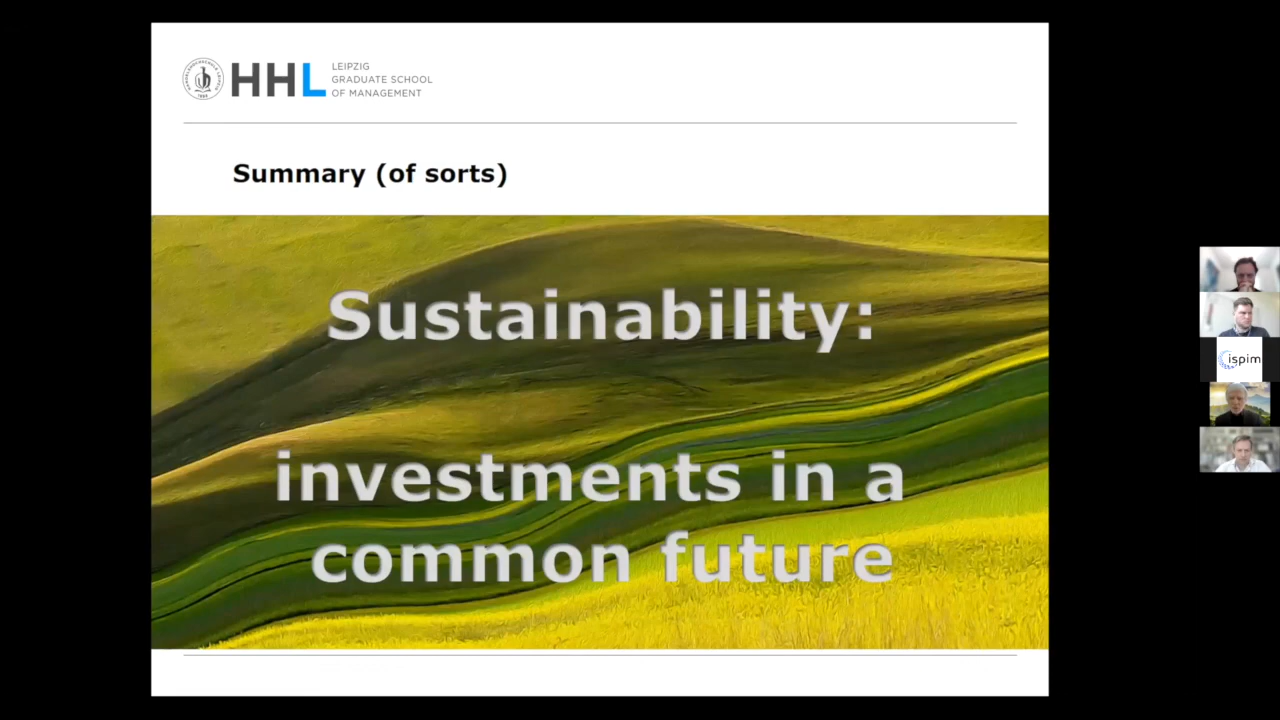 HHL
LEIPZIG
GRADUATE SCHOOL
OF MANAGEMENT
Summary (of sorts)
Sustainability:
investments in a
common future
ispim